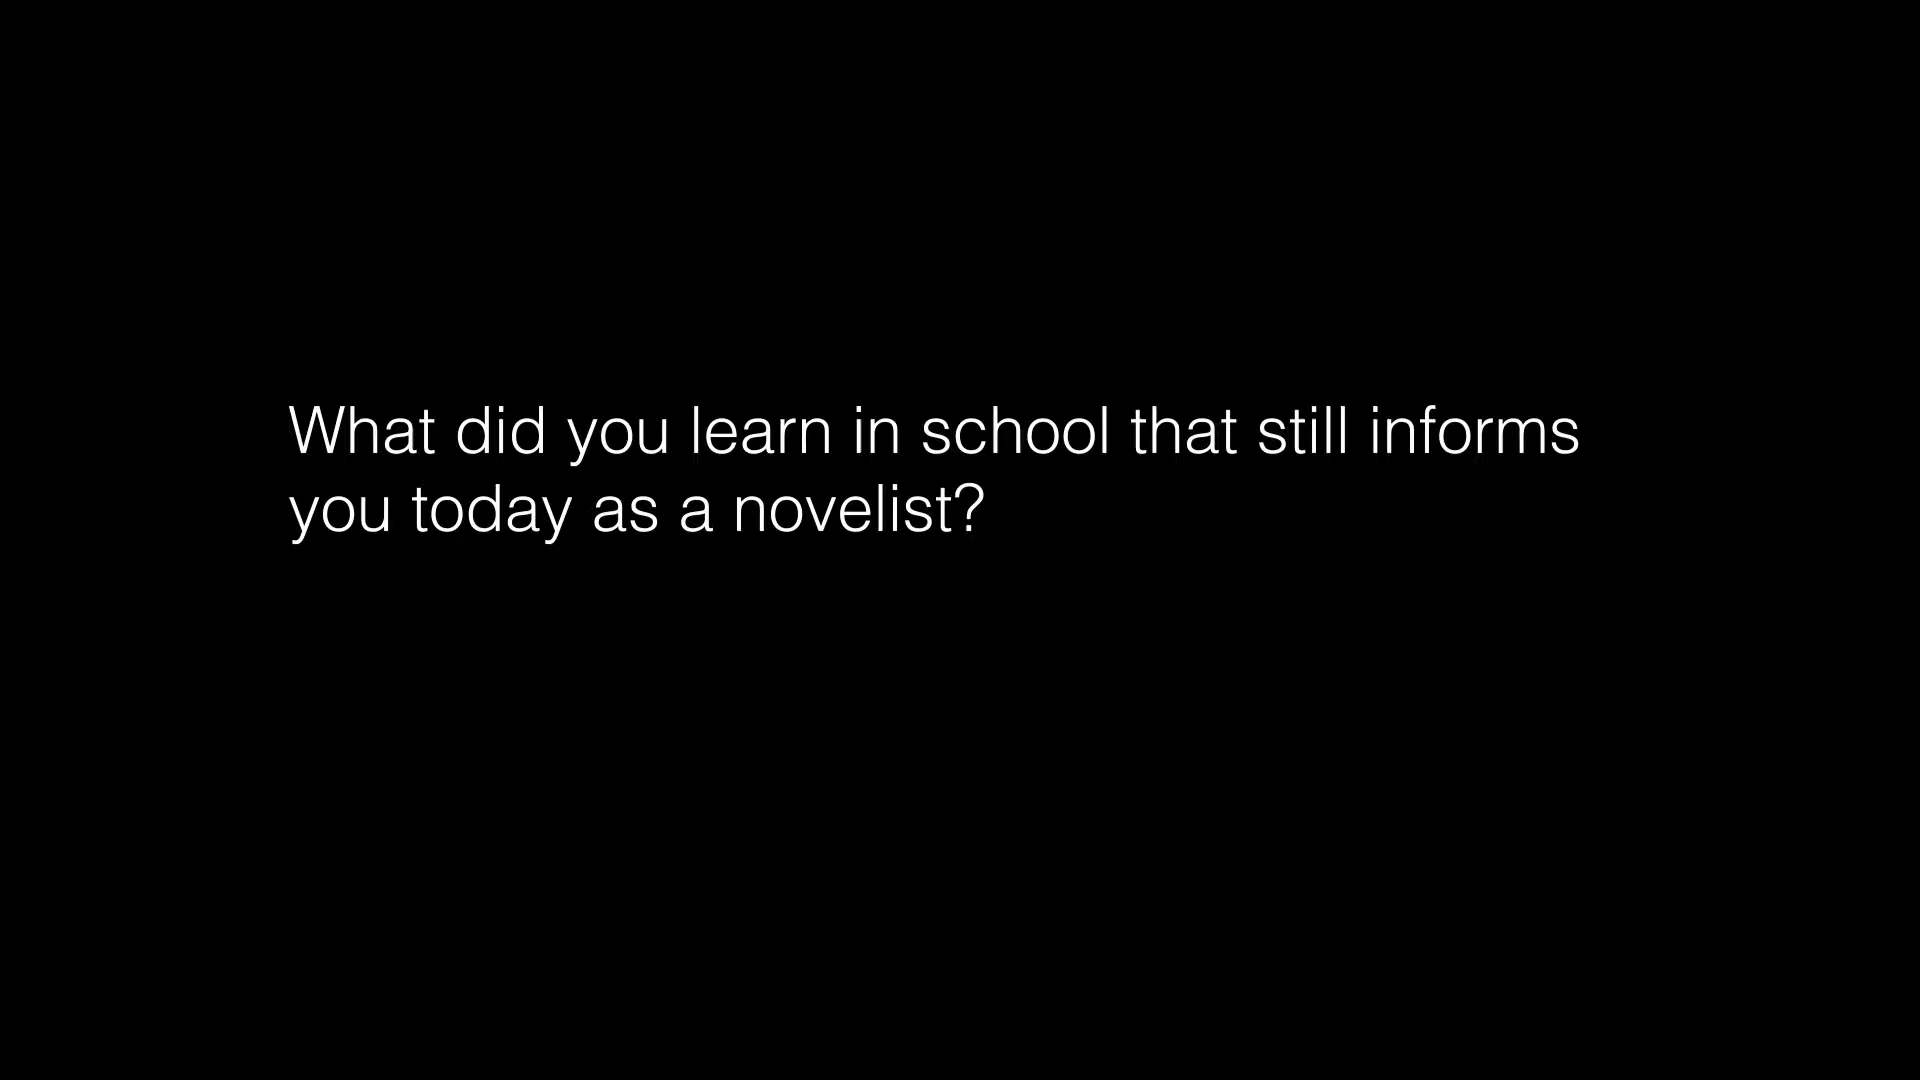 What did you learn in school that still informs
you today as a novelist?